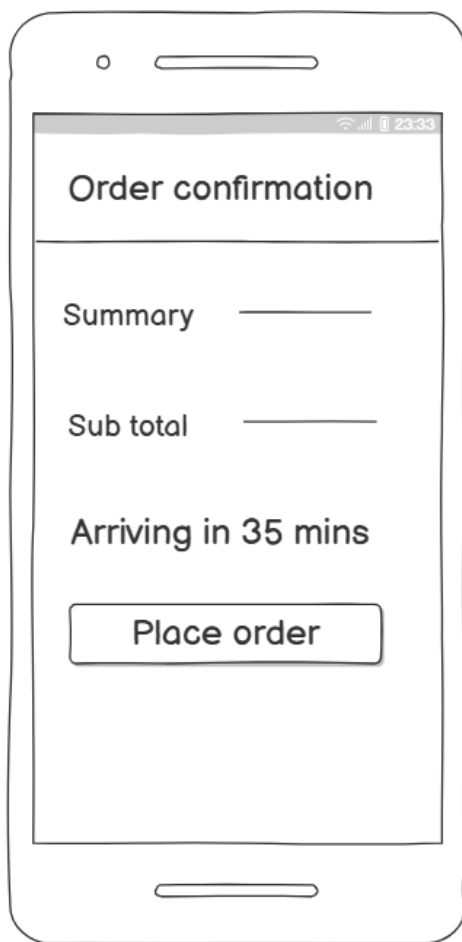 23:33
Order confirmation
Summary
Sub total
Arriving in 35 mins
Place order